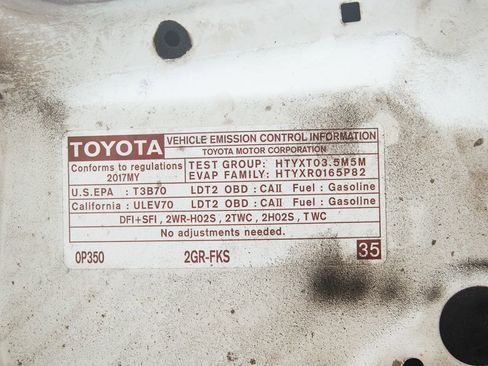 TOYOTA
VEHICLE EMISSION CONTROL INFORMATION
TOYOTA MOTOR CORPORATION
Conforms to regulations
2017MY
TEST GROUP: HTYXT03.5M5M
EVAP FAMILY: HTYXR0165P82
U.S.EPA : T3B70 LDT2 OBD : CAII Fuel : Gasoline
California : ULEV70 LDT2 OBD : CAII Fuel : Gasoline
DFI+SFI , 2WR-HO2S , 2TWC , 2HO2S , TWC
No adjustments needed.
0P350 2GR-FKS 35